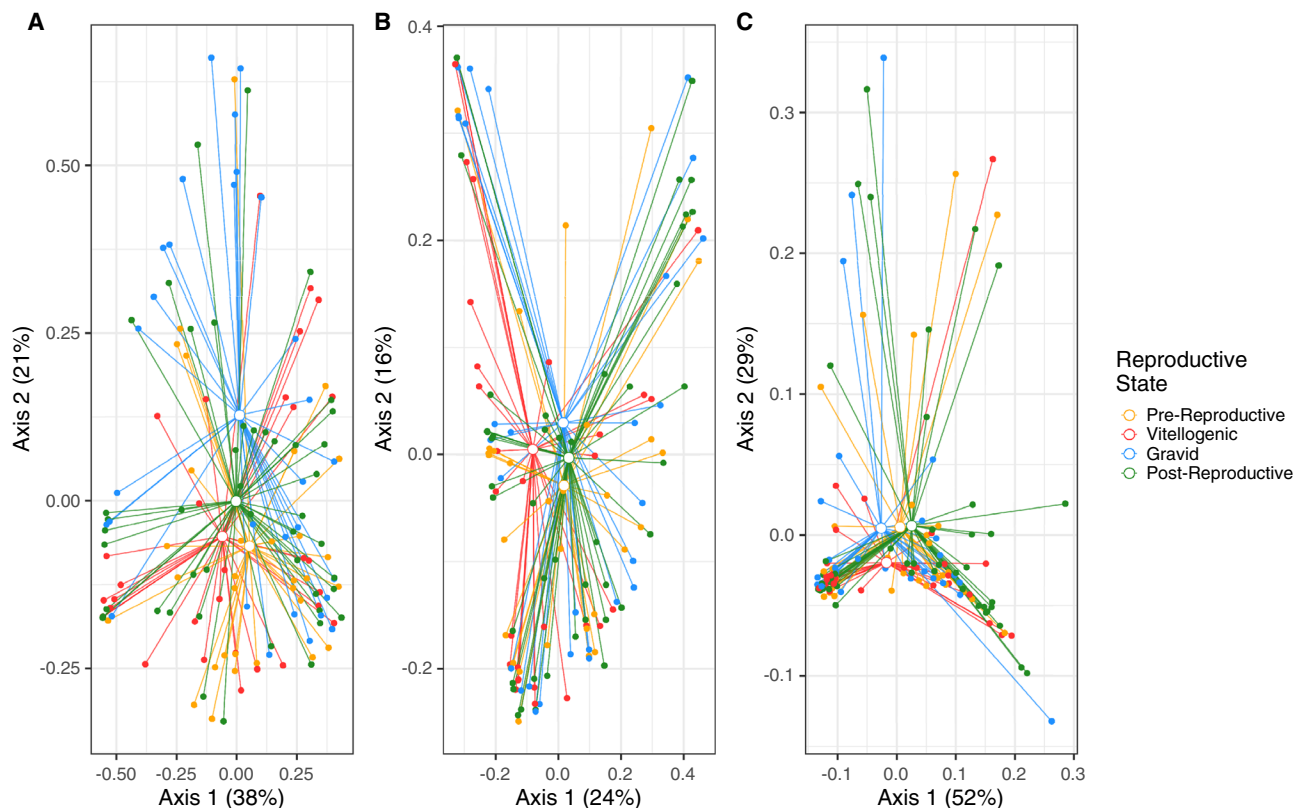 A
B
C
Axis 2 (21%)
0.50
0.25
0.00
-0.25
-0.50
-0.25
0.00
0.25
Axis 1 (38%)
Axis 2 (16%)
0.4
0.2
0.0
-0.2
-0.2
0.0
0.2
0.4
Axis 1 (24%)
Axis 2 (29%)
0.3
0.2
0.1
0.0
-0.1
-0.1
0.0
0.1
0.2
0.3
Axis 1 (52%)
Reproductive
State
Pre-Reproductive
Vitellogenic
Gravid
Post-Reproductive